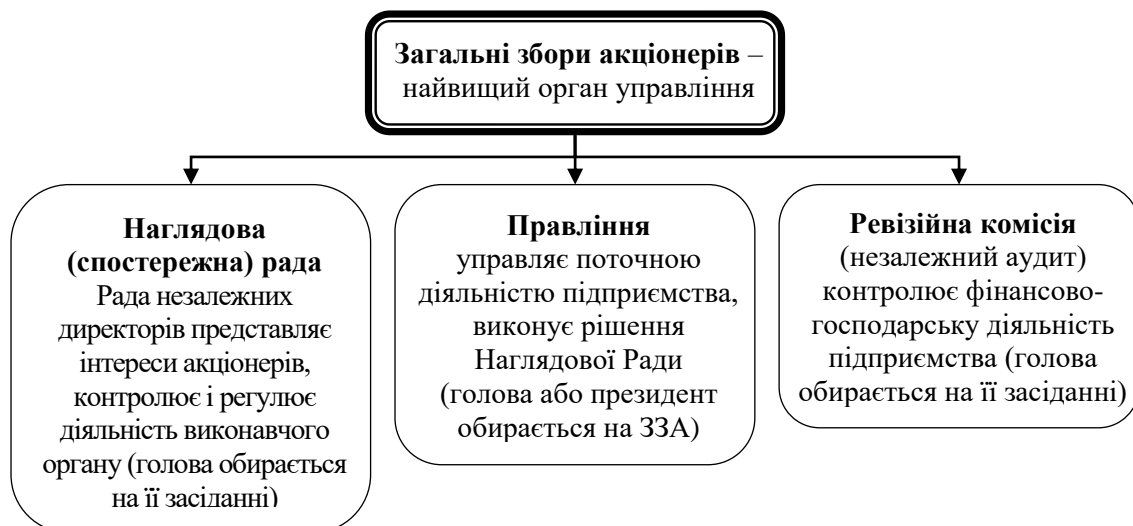 Загальні збори акціонерів –
найвищий орган управління
Наглядова
(спостережна) рада
Рада незалежних
директорів представляє
інтереси акціонерів,
контролює і регулює
діяльність виконавчого
органу (голова обирається
на її засіданні)
Правління
управляє поточною
діяльністю підприємства,
виконує рішення
Наглядової Ради
(голова або президент
обирається на ЗЗА)
Ревізійна комісія
(незалежний аудит)
контролює фінансово-
господарську діяльність
підприємства (голова
обирається на її засіданні)